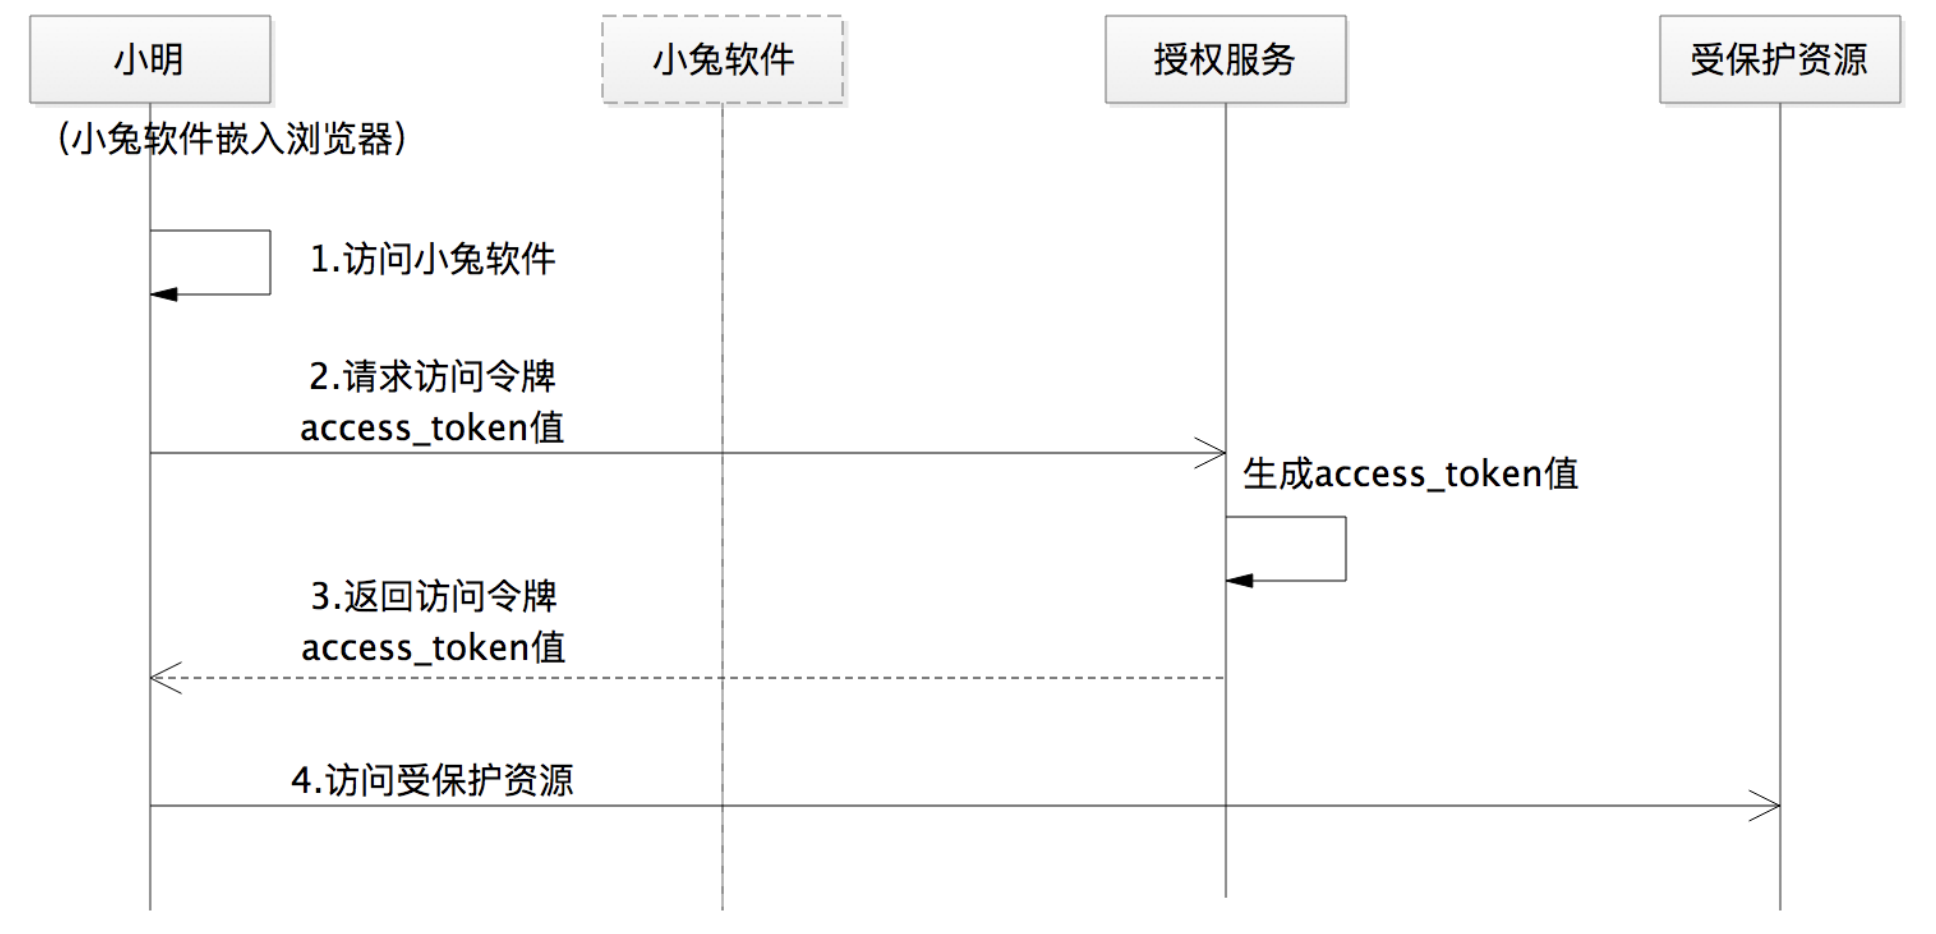 小明
小兔软件
授权服务
受保护资源
(小兔软件嵌入浏览器)
1.访问小兔软件
2.请求访问令牌
access_token值
生成access_token值
3.返回访问令牌
access_token值
4.访问受保护资源